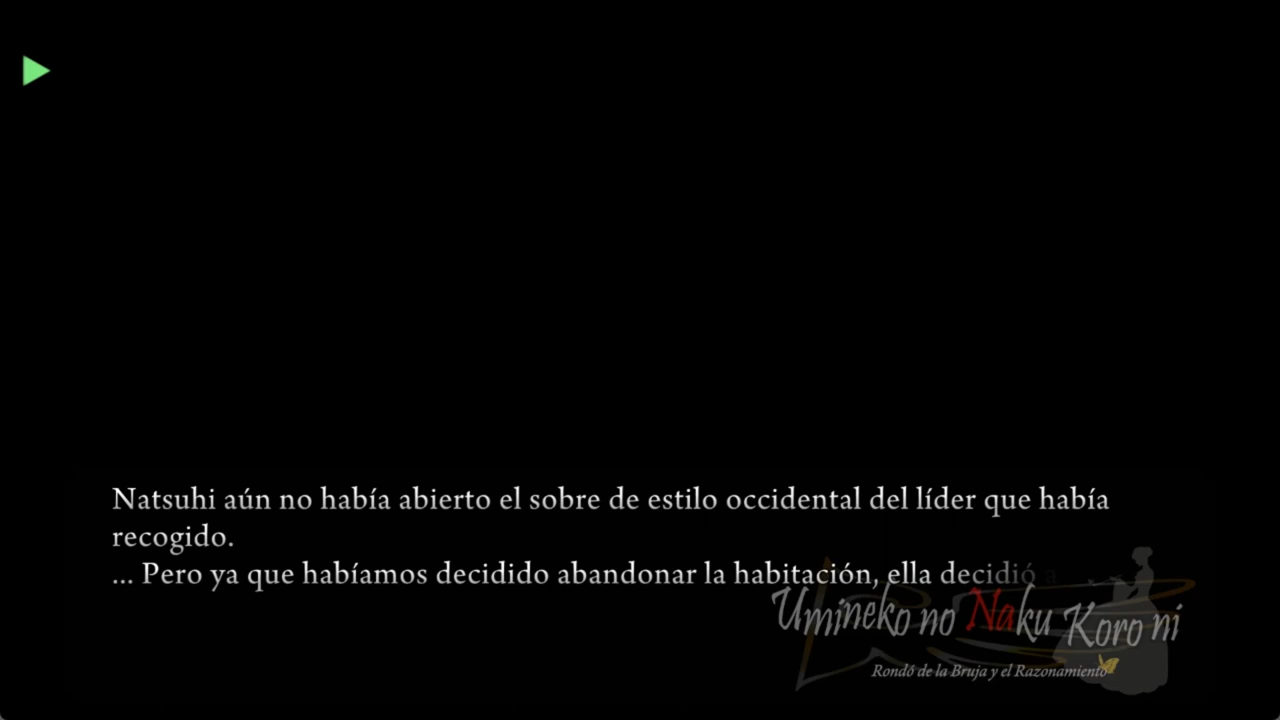 Natsuhi aún no había abierto el sobre de estilo occidental del líder que había
recogido.
... Pero ya que habíamos decidido abandonar la habitación, ella decidió a
Umineko no Naku Koro ni
Rondó de la Bruja y el Razonamiento